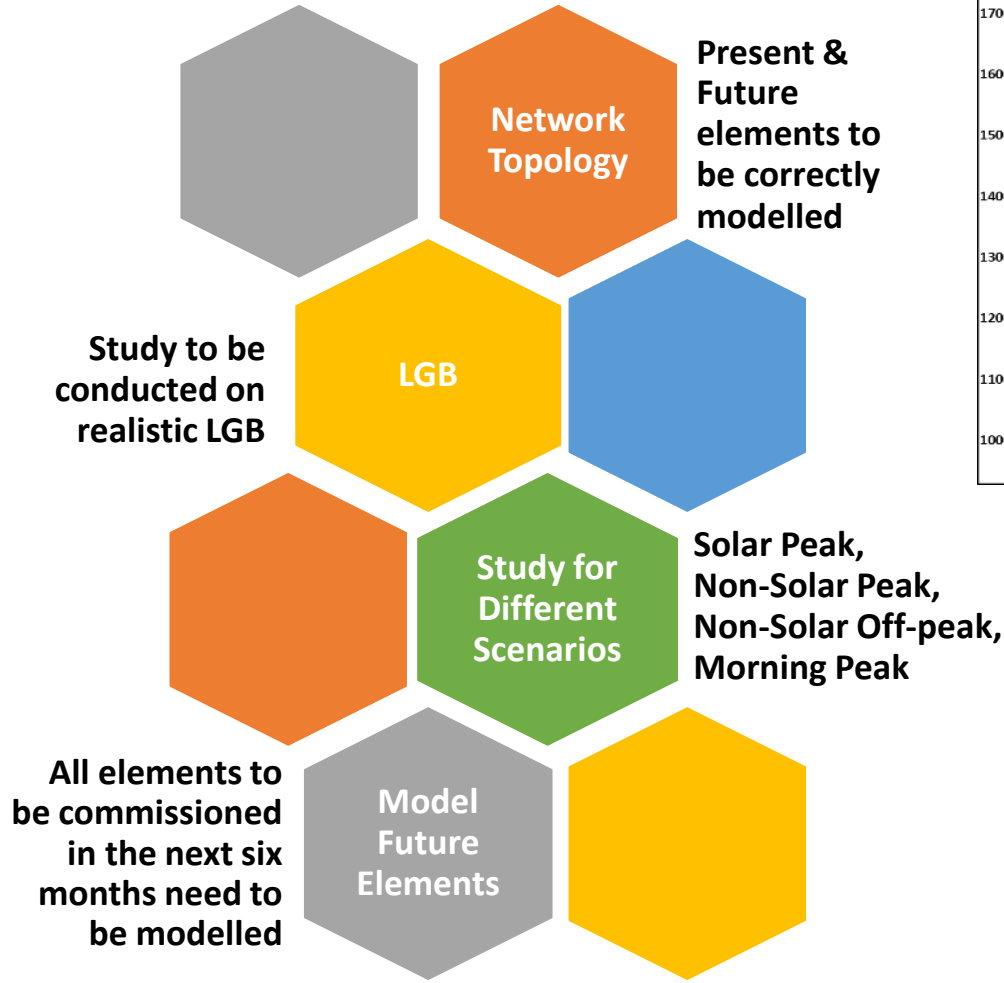 Network
Topology
Present &
Future
elements to
be correctly
modelled
170
160
150
140
130
120
110
100
Study to be
conducted on
realistic LGB
LGB
Study for
Different
Scenarios
Solar Peak,
Non-Solar Peak,
Non-Solar Off-peak,
Morning Peak
All elements to
be commissioned
in the next six
months need to
be modelled
Model
Future
Elements